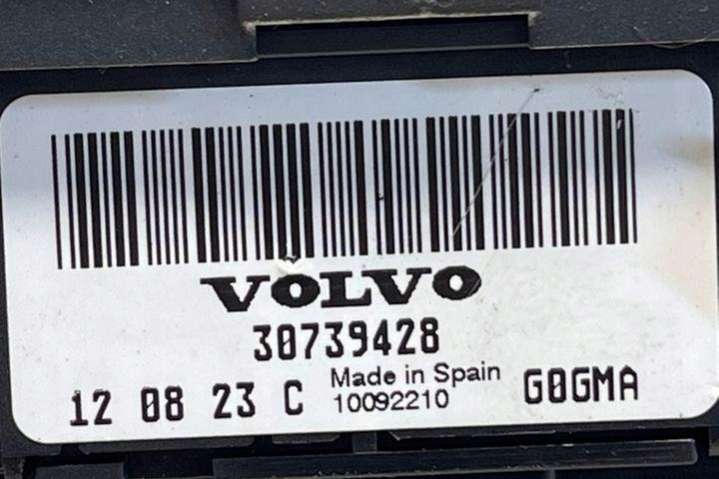 VOLVO
30739428
12 08 23 C Made in Spain G0GMA
10092210